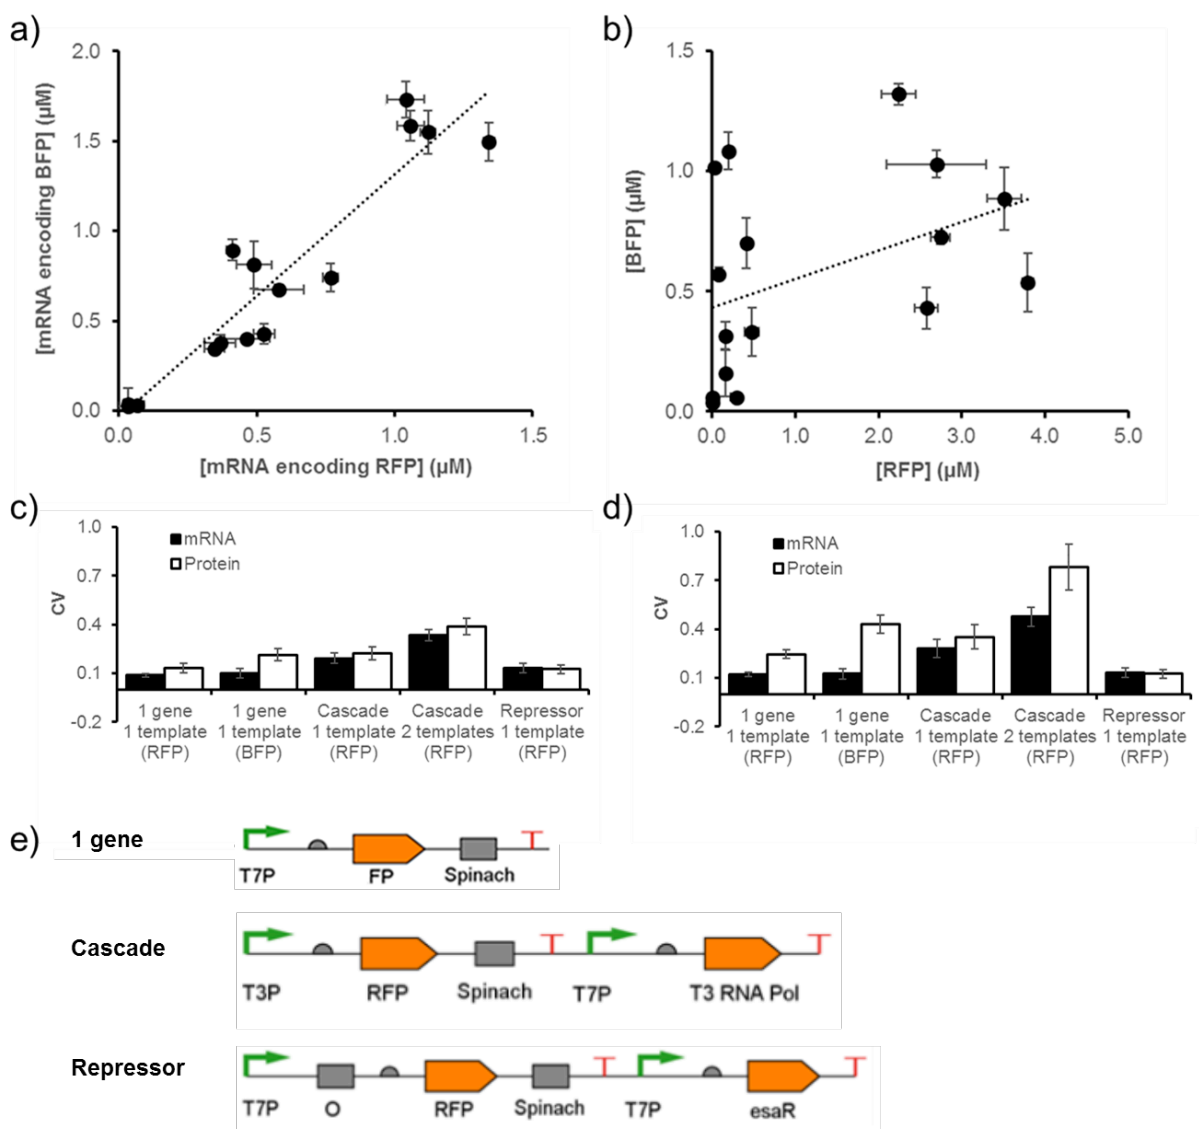 a)
2.0
1.5
1.0
0.5
0.0
0.0 0.5 1.0 1.5
[mRNA encoding BFP] (µM)
[mRNA encoding RFP] (µM)
b)
1.5
1.0
0.5
0.0
0.0 1.0 2.0 3.0 4.0 5.0
[BFP] (µM)
[RFP] (µM)
c)
1.0
0.7
0.4
0.1
-0.2
CV
mRNA
Protein
1 gene
1 template
(RFP)
1 gene
1 template
(BFP)
Cascade
1 template
(RFP)
Cascade
2 templates
(RFP)
Repressor
1 template
(RFP)
d)
1.0
0.7
0.4
0.1
-0.2
CV
mRNA
Protein
1 gene
1 template
(RFP)
1 gene
1 template
(BFP)
Cascade
1 template
(RFP)
Cascade
2 templates
(RFP)
Repressor
1 template
(RFP)
e)
1 gene
T7P FP Spinach
Cascade
T3P RFP Spinach T7P T3 RNA Pol
Repressor
T7P O RFP Spinach T7P esaR